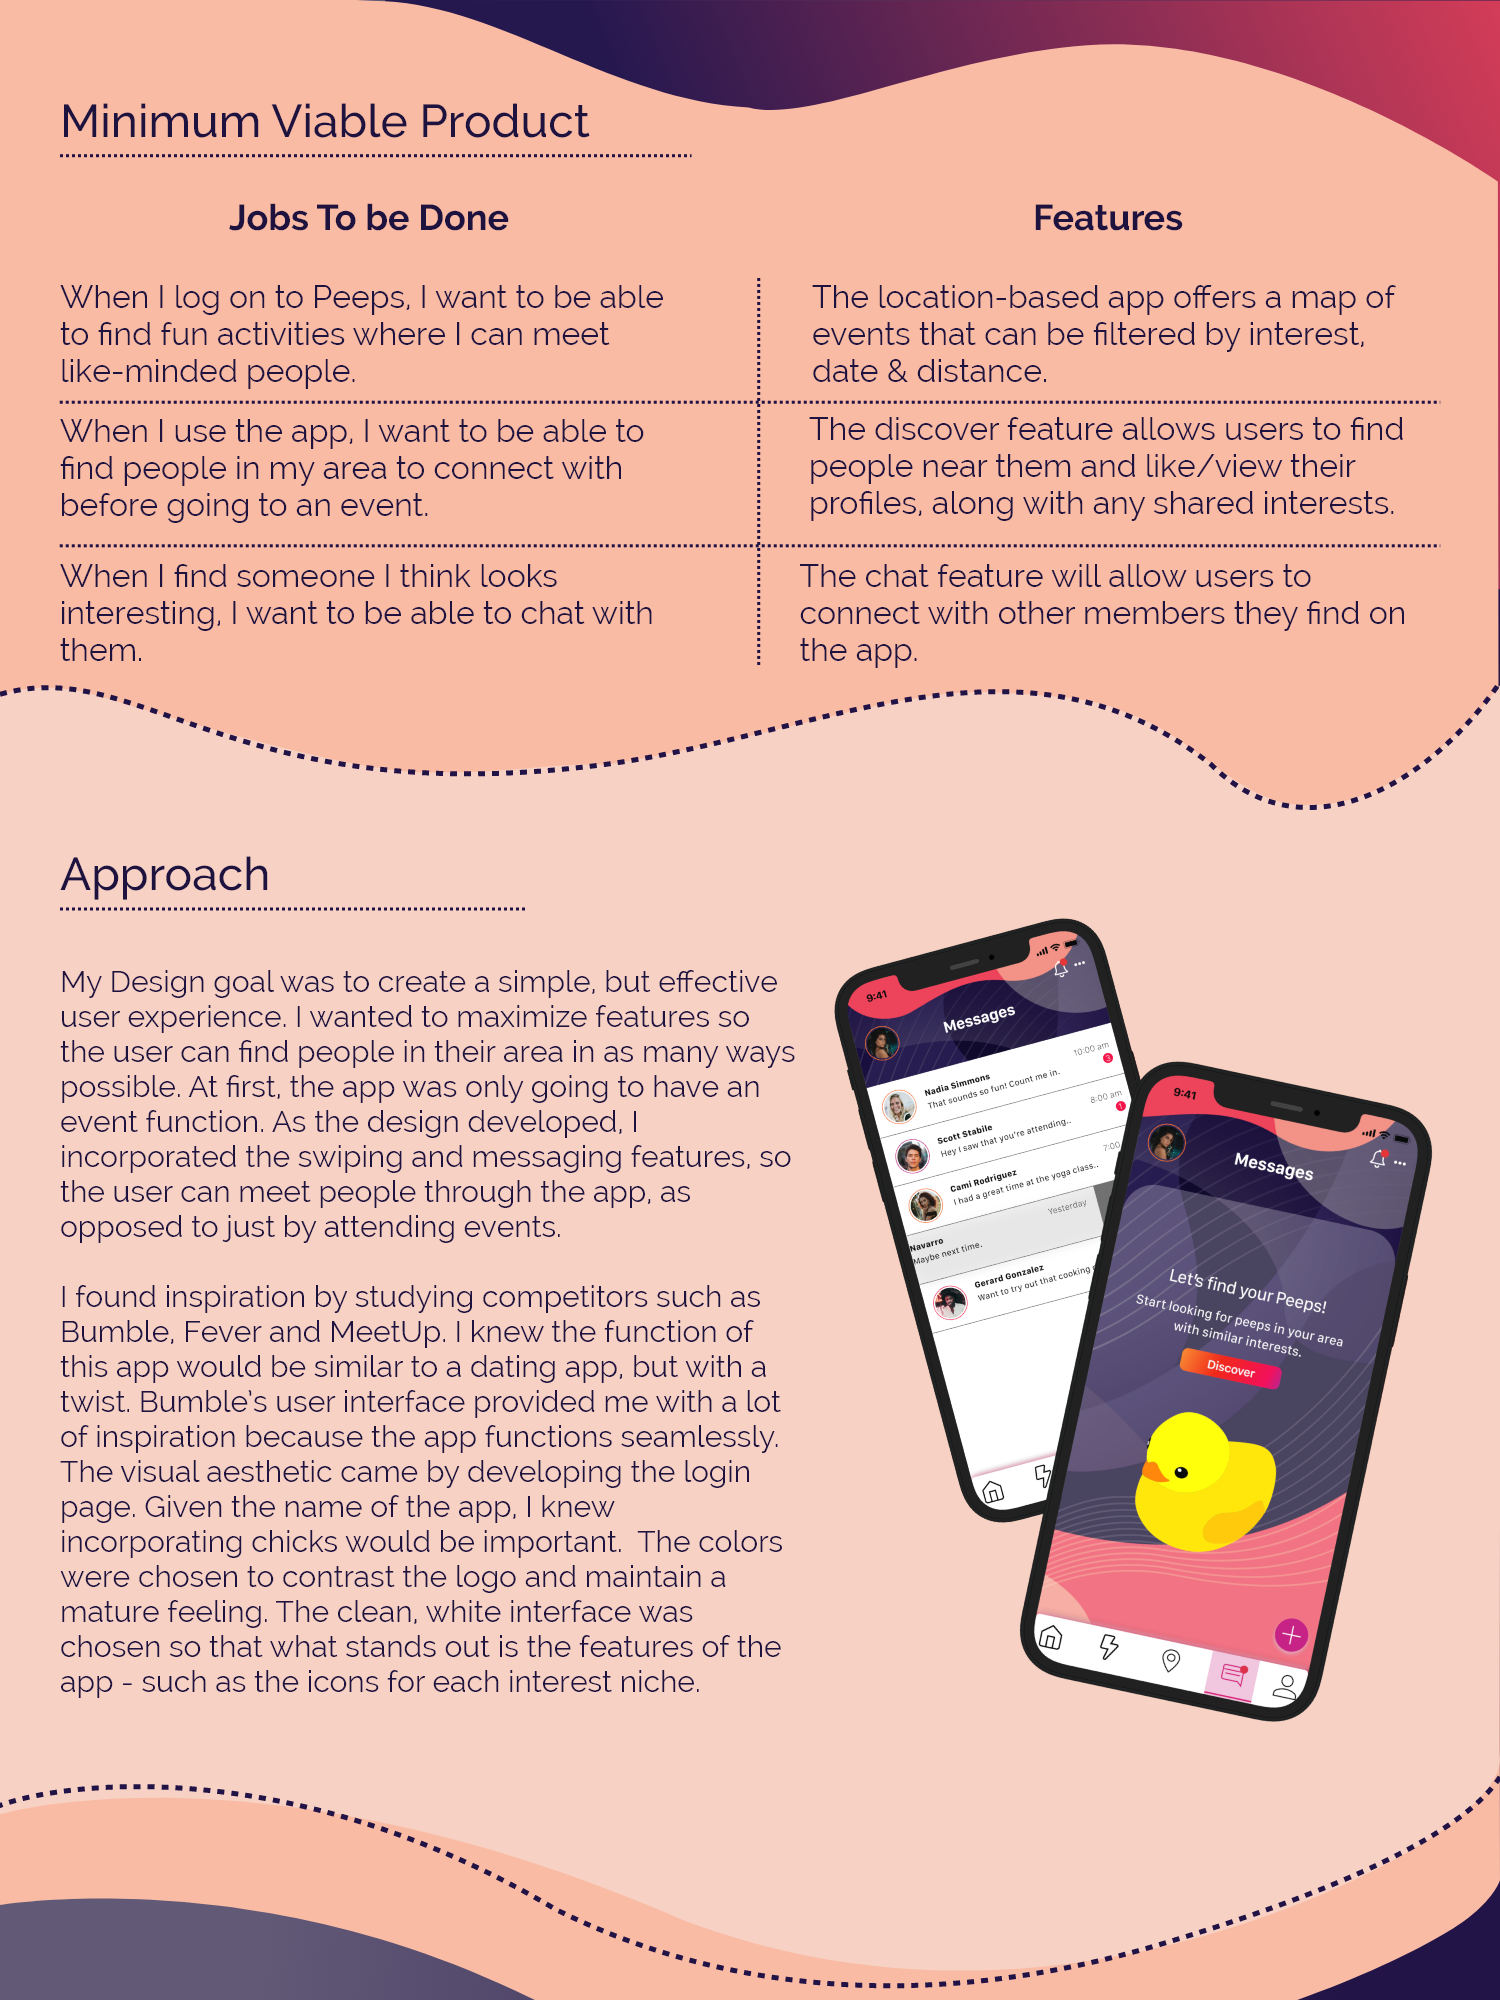 Minimum Viable Product
Jobs To be Done
Features
When I log on to Peeps, I want to be able
to find fun activities where I can meet
like-minded people.
The location-based app offers a map of
events that can be filtered by interest,
date & distance.
When I use the app, I want to be able to
find people in my area to connect with
before going to an event.
The discover feature allows users to find
people near them and like/view their
profiles, along with any shared interests.
When I find someone I think looks
interesting, I want to be able to chat with
them.
The chat feature will allow users to
connect with other members they find on
the app.
Approach
My Design goal was to create a simple, but effective
user experience. I wanted to maximize features so
the user can find people in their area in as many ways
possible. At first, the app was only going to have an
event function. As the design developed, I
incorporated the swiping and messaging features, so
the user can meet people through the app, as
opposed to just by attending events.
I found inspiration by studying competitors such as
Bumble, Fever and MeetUp. I knew the function of
this app would be similar to a dating app, but with a
twist. Bumble's user interface provided me with a lot
of inspiration because the app functions seamlessly.
The visual aesthetic came by developing the login
page. Given the name of the app, I knew
incorporating chicks would be important.  The colors
were chosen to contrast the logo and maintain a
mature feeling. The clean, white interface was
chosen so that what stands out is the features of the
app - such as the icons for each interest niche.
9:41
Messages
Nadia Simmons
10:00 am
That sounds so fun! Count me in.
3
Scott Stabile
8:00 am
Hey I saw that you're attending..
1
Cami Rodriguez
7:00
I had a great time at the yoga class..
Navarro
Yesterday
Maybe next time.
Gerard Gonzalez
Want to try out that cooking
9:41
Messages
Let's find your Peeps!
Start looking for peeps in your area
with similar interests.
Discover